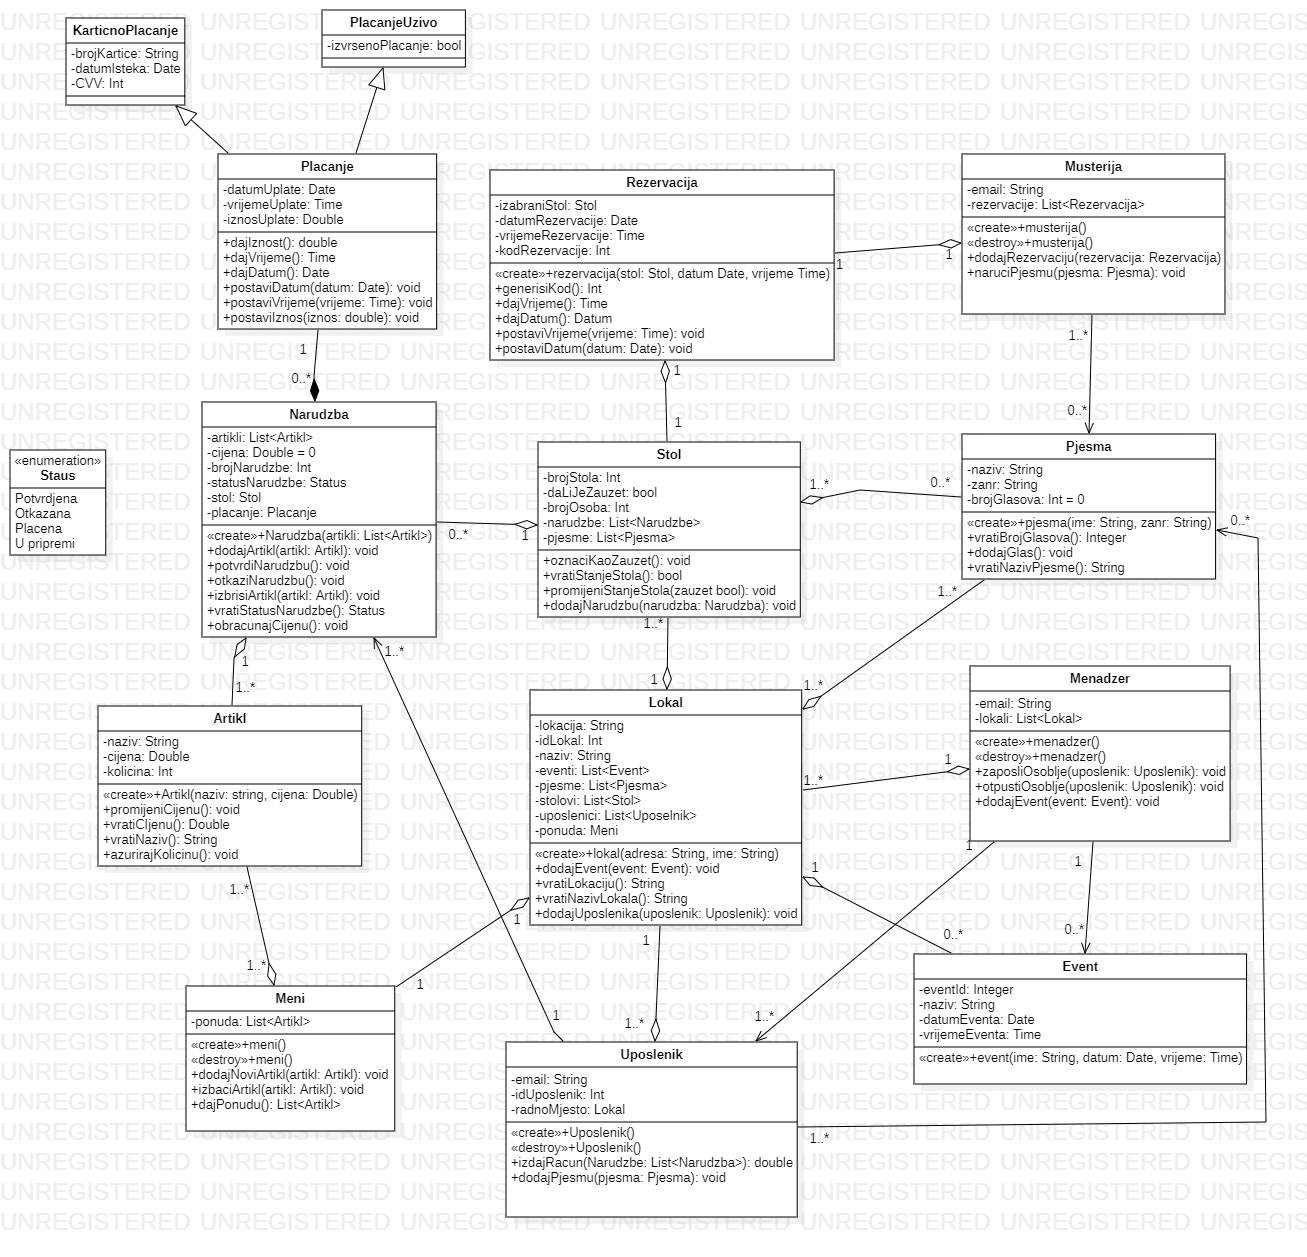 KarticnoPlacanje
-brojKartice: String
-datumIsteka: Date
-CVV: Int
PlacanjeUzivo
-izvrsenoPlacanje: bool
Placanje
-datumUplate: Date
-vrijemeUplate: Time
-iznosUplate: Double
+dajIznost(): double
+dajVrijeme(): Time
+dajDatum(): Date
+postaviDatum(datum: Date): void
+postaviVrijeme(vrijeme: Time): void
+postaviIznos(iznos: double): void
1
0..*
Rezervacija
-izabraniStol: Stol
-datumRezervacije: Date
-vrijemeRezervacije: Time
-kodRezervacije: Int
«create»+rezervacija(stol: Stol, datum Date, vrijeme Time)
+generisiKod(): Int
+dajVrijeme(): Time
+dajDatum(): Datum
+postaviVrijeme(vrijeme: Time): void
+postaviDatum(datum: Date): void
1
1
1
1
Musterija
-email: String
-rezervacije: List<Rezervacija>
«create»+musterija()
«destroy»+musterija()
+dodajRezervaciju(rezervacija: Rezervacija)
+naruciPjesmu(pjesma: Pjesma): void
1..*
0..*
«enumeration»
Staus
Potvrdjena
Otkazana
Placena
U pripremi
Narudzba
-artikli: List<Artikl>
-cijena: Double = 0
-brojNarudzbe: Int
-statusNarudzbe: Status
-stol: Stol
-placanje: Placanje
«create»+Narudzba(artikli: List<Artikl>)
+dodajArtikl(artikl: Artikl): void
+potvrdiNarudzbu(): void
+otkaziNarudzbu(): void
+izbrisiArtikl(artikl: Artikl): void
+vratiStatusNarudzbe(): Status
+obracunajCijenu(): void
0..*
1
1
1..*
1..*
Stol
-brojStola: Int
-daLiJeZauzet: bool
-brojOsoba: Int
-narudzbe: List<Narudzbe>
-pjesme: List<Pjesma>
+oznaciKaoZauzet(): void
+vratiStanjeStola(): bool
+promijeniStanjeStola(zauzet bool): void
+dodajNarudzbu(narudzba: Narudzba): void
1..*
0..*
1..*
1
Pjesma
-naziv: String
-zanr: String
-brojGlasova: Int = 0
«create»+pjesma(ime: String, zanr: String)
+vratiBrojGlasova(): Integer
+dodajGlas(): void
+vratiNazivPjesme(): String
0..*
1..*
1..*
Artikl
-naziv: String
-cijena: Double
-kolicina: Int
«create»+Artikl(naziv: string, cijena: Double)
+promijeniCijenu(): void
+vratiCIjenu(): Double
+vratiNaziv(): String
+azurirajKolicinu(): void
1..*
1..*
Lokal
-lokacija: String
-idLokal: Int
-naziv: String
-eventi: List<Event>
-pjesme: List<Pjesma>
-stolovi: List<Stol>
-uposlenici: List<Uposelnik>
-ponuda: Meni
«create»+lokal(adresa: String, ime: String)
+dodajEvent(event: Event): void
+vratiLokaciju(): String
+vratiNazivLokala(): String
+dodajUposlenika(uposlenik: Uposlenik): void
1..*
1
1
0..*
1
1
1
1..*
Menadzer
-email: String
-lokali: List<Lokal>
«create»+menadzer()
«destroy»+menadzer()
+zaposliOsoblje(uposlenik: Uposlenik): void
+otpustiOsoblje(uposlenik: Uposlenik): void
+dodajEvent(event: Event): void
1
1..*
1
0..*
Meni
-ponuda: List<Artikl>
«create»+meni()
«destroy»+meni()
+dodajNoviArtikl(artikl: Artikl): void
+izbaciArtikl(artikl: Artikl): void
+dajPonudu(): List<Artikl>
Event
-eventId: Integer
-naziv: String
-datumEventa: Date
-vrijemeEventa: Time
«create»+event(ime: String, datum: Date, vrijeme: Time)
1
Uposlenik
-email: String
-idUposlenik: Int
-radnoMjesto: Lokal
«create»+Uposlenik()
«destroy»+Uposlenik()
+izdajRacun(Narudzbe: List<Narudzba>): double
+dodajPjesmu(pjesma: Pjesma): void
1..*
UNREGISTERED